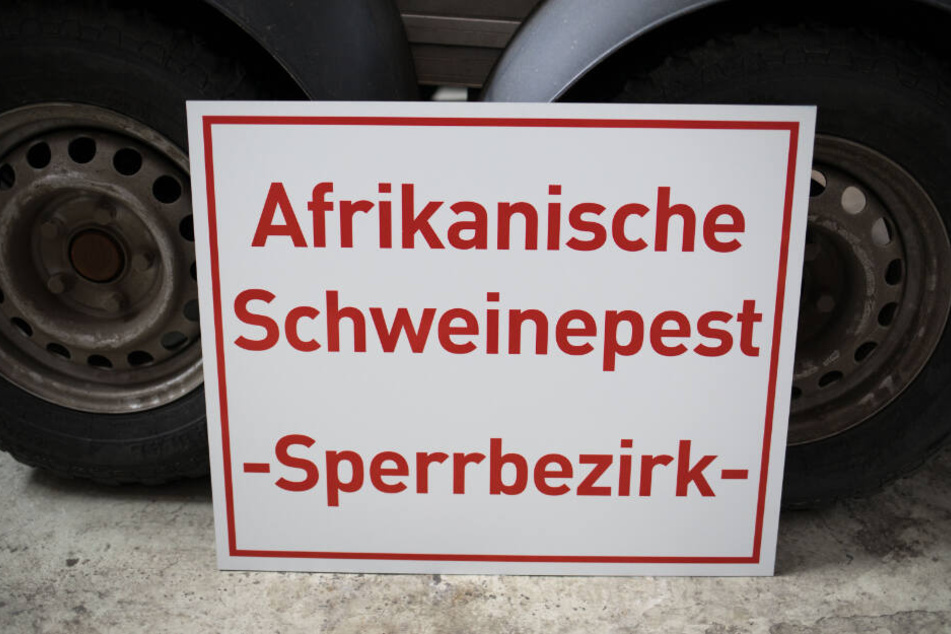 Afrikanische
Schweinepest
-Sperrbezirk-